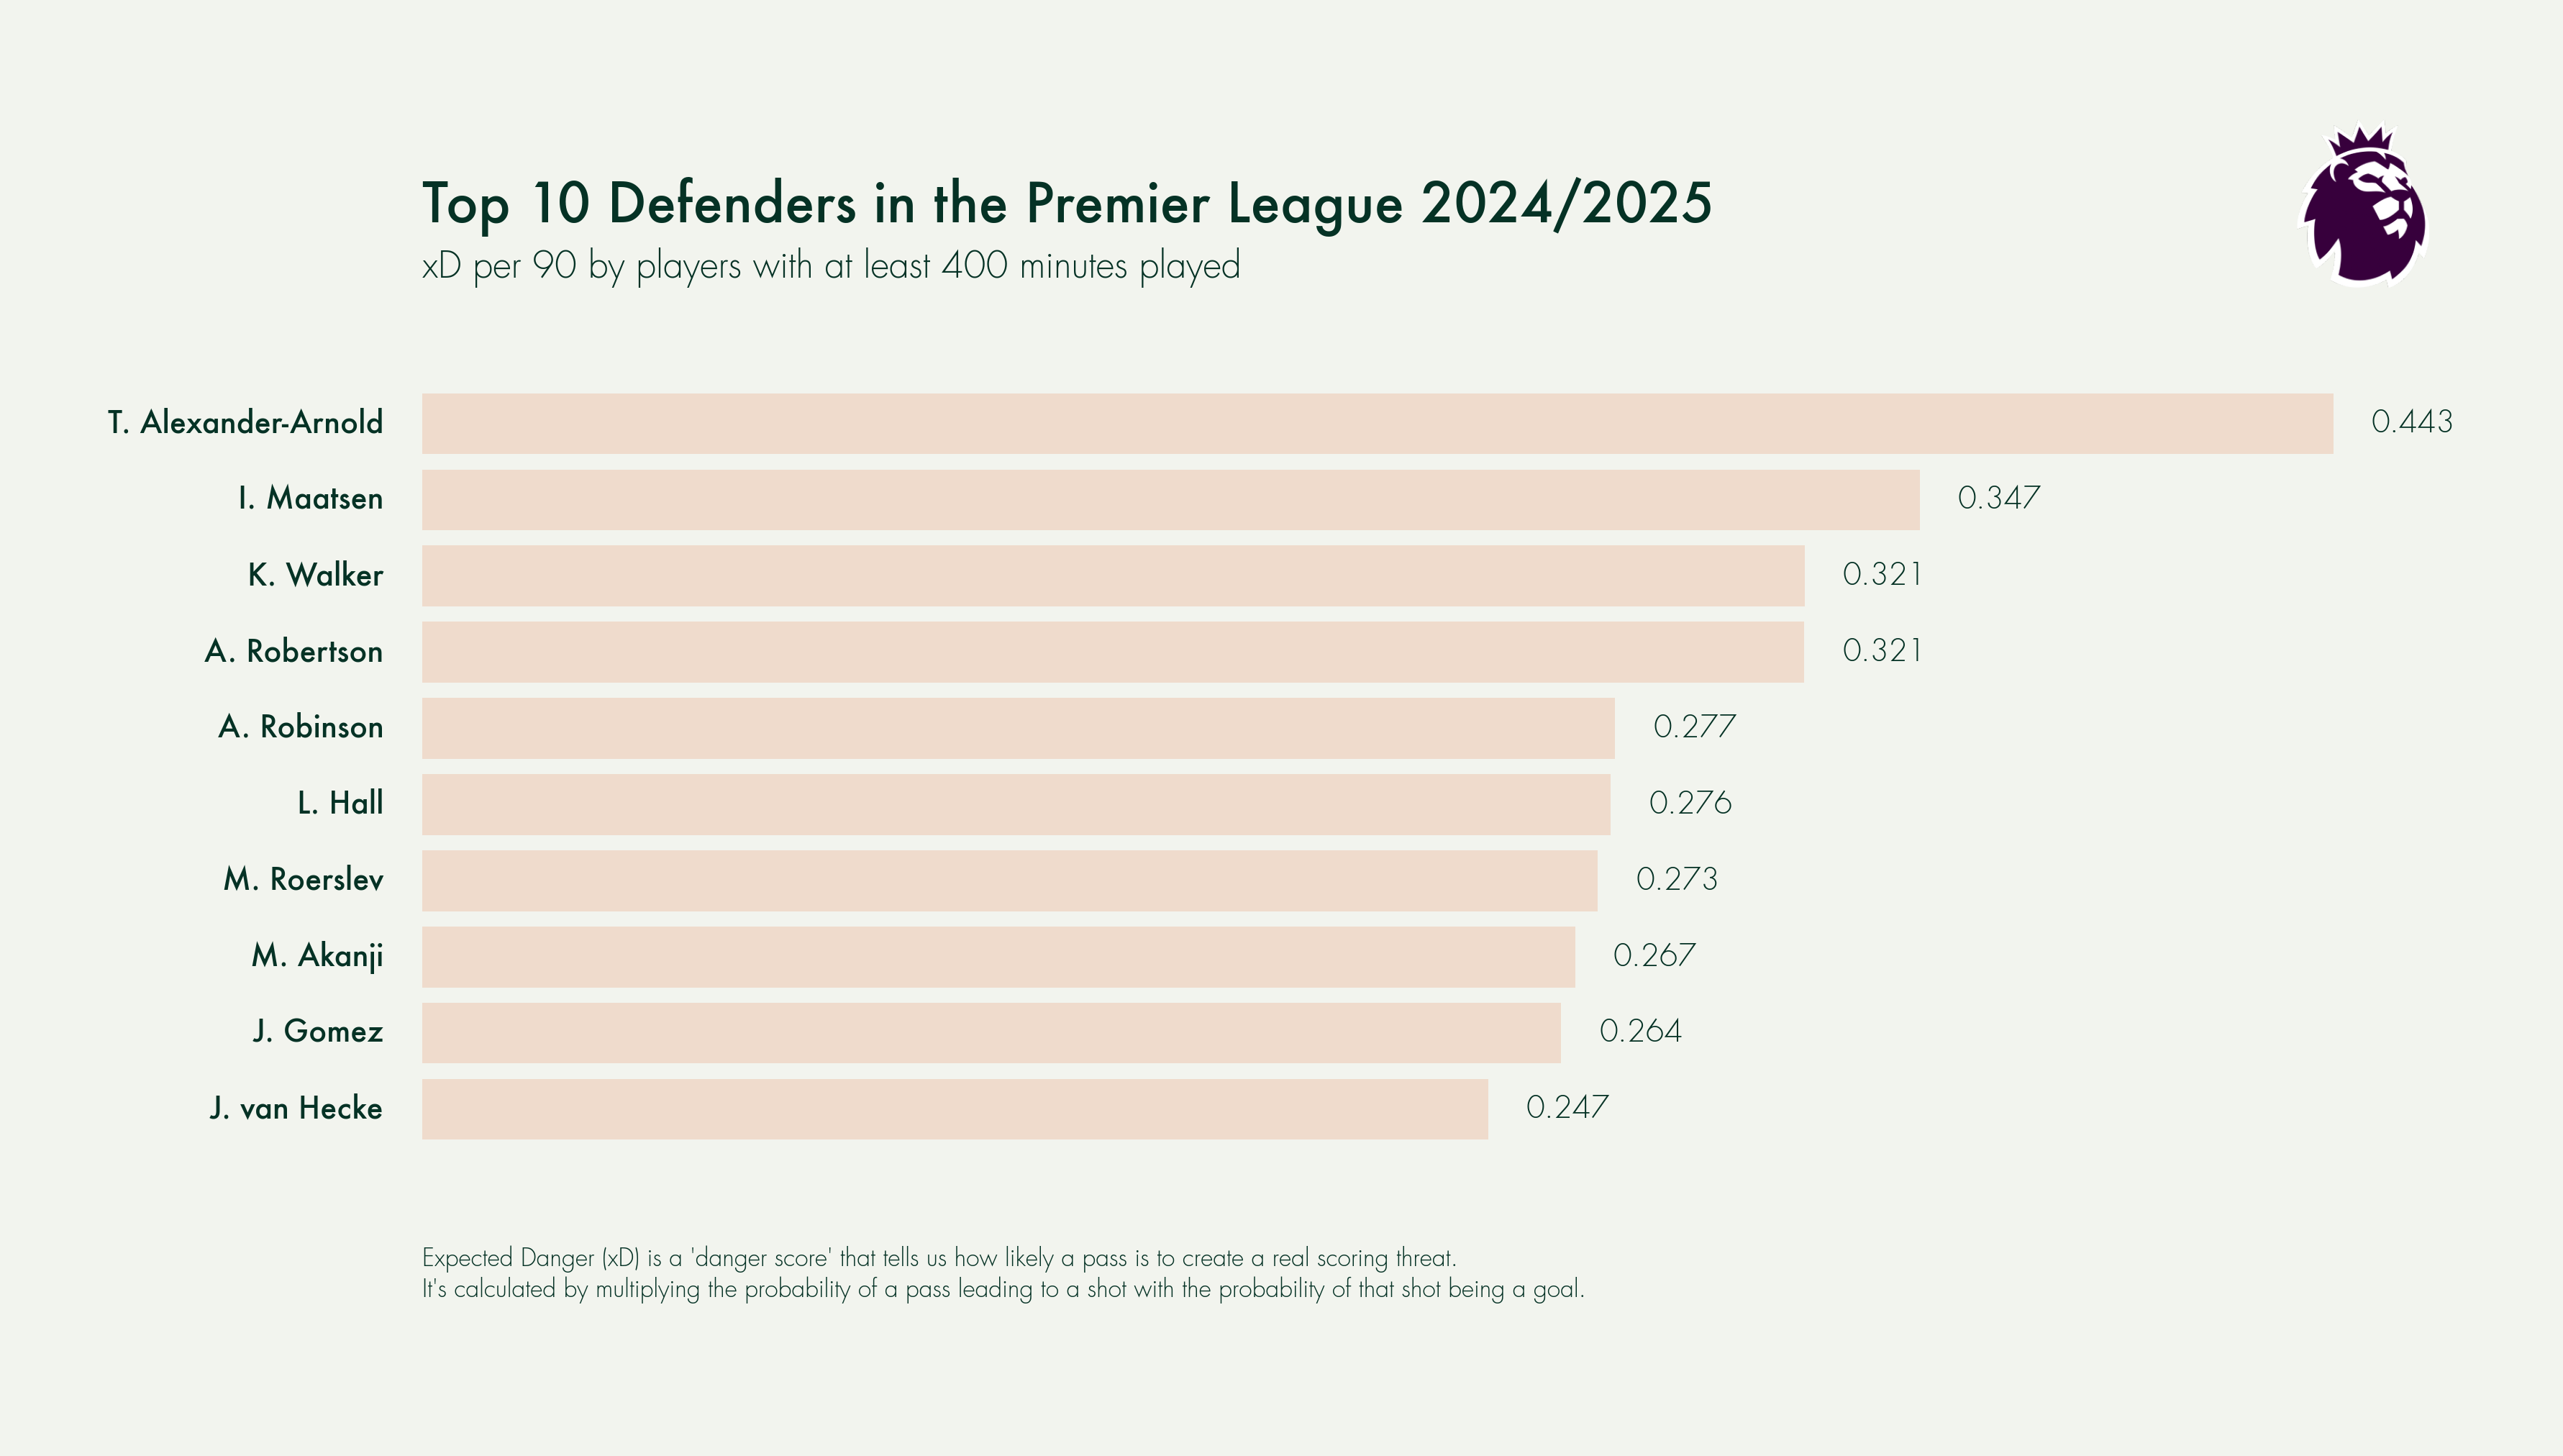 Top 10 Defenders in the Premier League 2024/2025
xD per 90 by players with at least 400 minutes played
T. Alexander-Arnold 0.443
I. Maatsen 0.347
K. Walker 0.321
A. Robertson 0.321
A. Robinson 0.277
L. Hall 0.276
M. Roerslev 0.273
M. Akanji 0.267
J. Gomez 0.264
J. van Hecke 0.247
Expected Danger (xD) is a 'danger score' that tells us how likely a pass is to create a real scoring threat.
It's calculated by multiplying the probability of a pass leading to a shot with the probability of that shot being a goal.